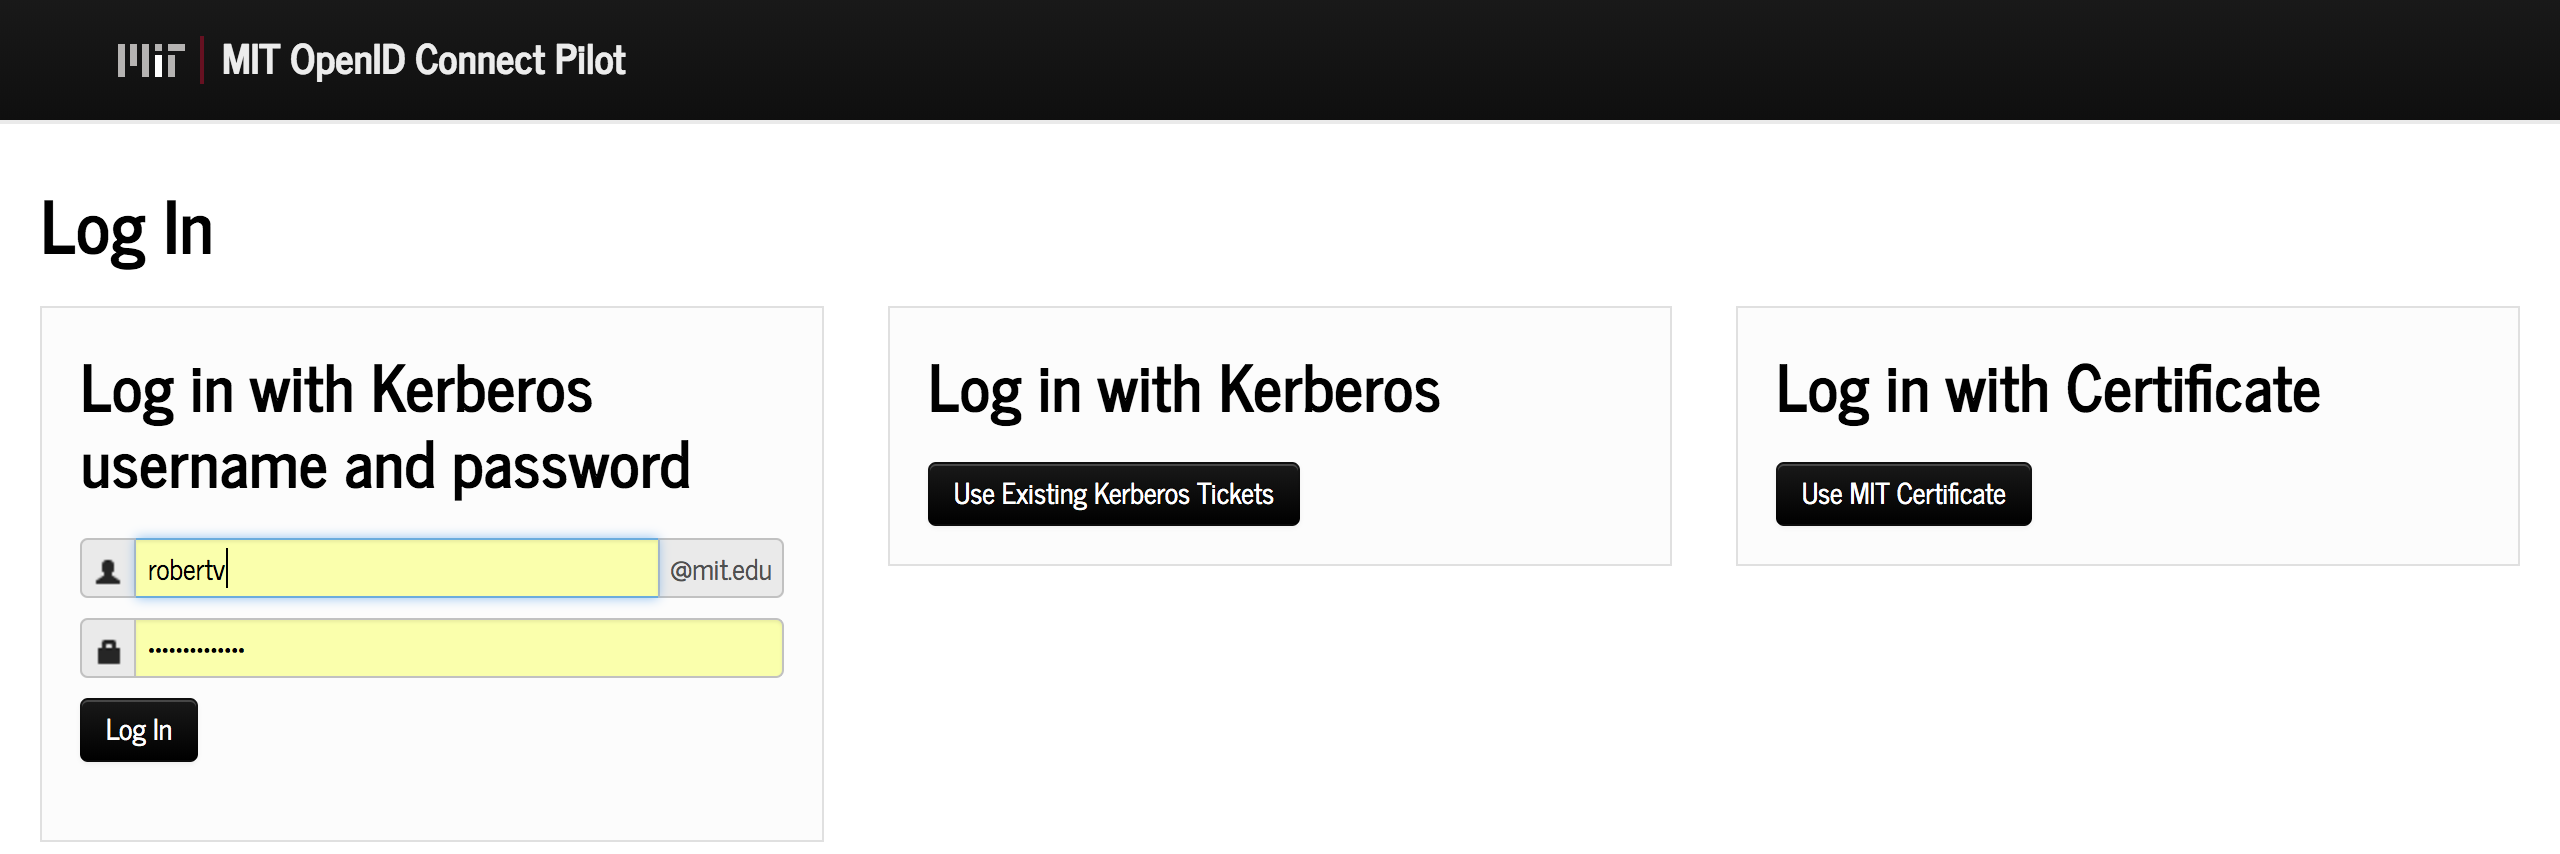 MIT | MIT OpenID Connect Pilot
Log In
Log in with Kerberos
username and password
robertv @mit.edu
••••••••••••••
Log In
Log in with Kerberos
Use Existing Kerberos Tickets
Log in with Certificate
Use MIT Certificate